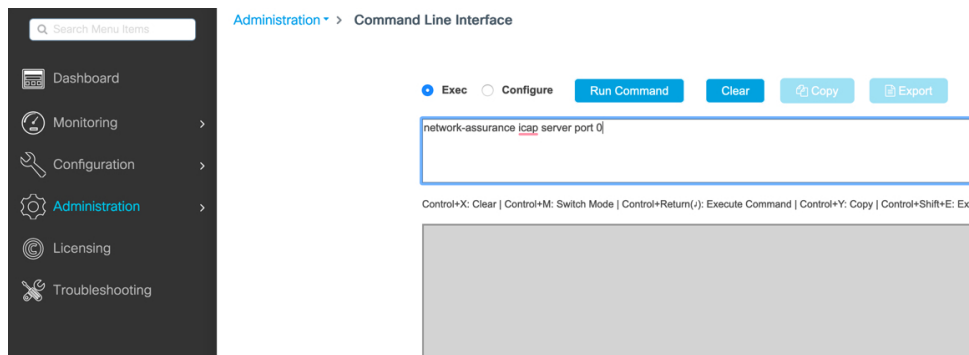 Search Menu Items
Administration > Command Line Interface
Dashboard
Monitoring
Configuration
Administration
Licensing
Troubleshooting
Exec Configure Run Command Clear Copy Export
network-assurance icap server port 0
Control+X: Clear | Control+M: Switch Mode | Control+Return(↲): Execute Command | Control+Y: Copy | Control+Shift+E: Ex